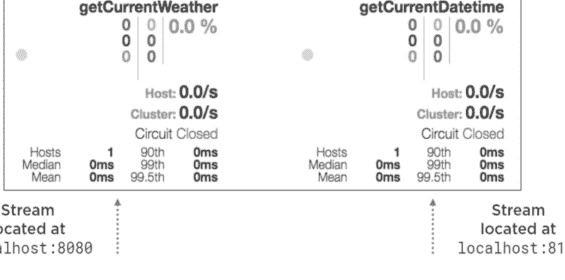 getCurrentWeather
0 0 0.0 %
0 0
0 0
Host: 0.0/s
Cluster: 0.0/s
Circuit Closed
Hosts 1 90th 0ms
Median 0ms 99th 0ms
Mean 0ms 99.5th 0ms
getCurrentDatetime
0 0 0.0 %
0 0
0 0
Host: 0.0/s
Cluster: 0.0/s
Circuit Closed
Hosts 1 90th 0ms
Median 0ms 99th 0ms
Mean 0ms 99.5th 0ms
Stream
ocated at
alhost:8080
Stream
located at
localhost:81